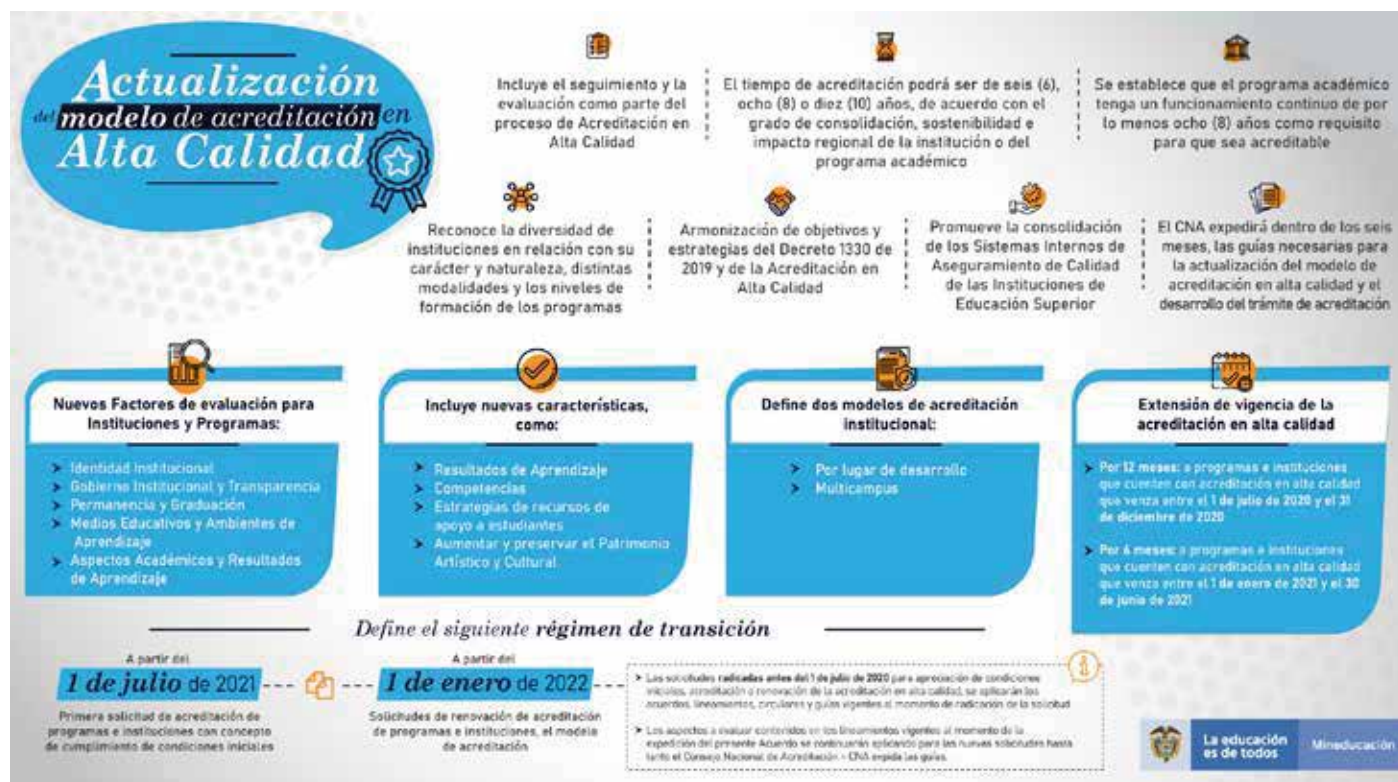 Actualización
del modelo de acreditación en
Alta Calidad
Incluye el seguimiento y la
evaluación como parte del
proceso de Acreditación en
Alta Calidad
El tiempo de acreditación podrá ser de seis (6),
ocho (8) o diez (10) años, de acuerdo con el
grado de consolidación, sostenibilidad e
impacto regional de la institución o del
programa académico
Se establece que el programa académico
tenga un funcionamiento continuo de por
lo menos ocho (8) años como requisito
para que sea acreditable
Reconoce la diversidad de
instituciones en relación con su
carácter y naturaleza, distintas
modalidades y los niveles de
formación de los programas
Armonización de objetivos y
estrategias del Decreto 1330 de
2019 y de la Acreditación en
Alta Calidad
Promueve la consolidación
de los Sistemas Internos de
Aseguramiento de Calidad
de las Instituciones de
Educación Superior
El CNA expedirá dentro de los seis
meses, las guías necesarias para
la actualización del modelo de
acreditación en alta calidad y el
desarrollo del trámite de acreditación
Nuevos Factores de evaluación para
Instituciones y Programas:
Identidad Institucional
Gobierno Institucional y Transparencia
Permanencia y Graduación
Medios Educativos y Ambientes de
Aprendizaje
Aspectos Académicos y Resultados
de Aprendizaje
Incluye nuevas características,
como:
Resultados de Aprendizaje
Competencias
Estrategias de recursos de
apoyo a estudiantes
Aumentar y preservar el Patrimonio
Artístico y Cultural
Define dos modelos de acreditación
institucional:
Por lugar de desarrollo
Multicampus
Extensión de vigencia de la
acreditación en alta calidad
Por 12 meses: a programas e instituciones
que cuenten con acreditación en alta calidad
que venza entre el 1 de julio de 2020 y el 31
de diciembre de 2020
Por 6 meses: a programas e instituciones
que cuenten con acreditación en alta calidad
que venza entre el 1 de enero de 2021 y el 30
de junio de 2021
Define el siguiente régimen de transición
A partir del
1 de julio de 2021
Primera solicitud de acreditación de
programas e instituciones con concepto
de cumplimiento de condiciones iniciales
A partir del
1 de enero de 2022
Solicitudes de renovación de acreditación
de programas e instituciones, el modelo
de acreditación
Las solicitudes radicadas antes del 1 de julio de 2020 para apreciación de condiciones
iniciales, acreditación o renovación de la acreditación en alta calidad, se aplicarán los
acuerdos, lineamientos, circulares y guías vigentes al momento de radicación de la solicitud
Los aspectos a evaluar contenidos en los lineamientos vigentes al momento de la
expedición del presente Acuerdo se continuarán aplicando para las nuevas solicitudes hasta
tanto el Consejo Nacional de Acreditación - CNA expida las guías.
La educación
es de todos
Mineducación